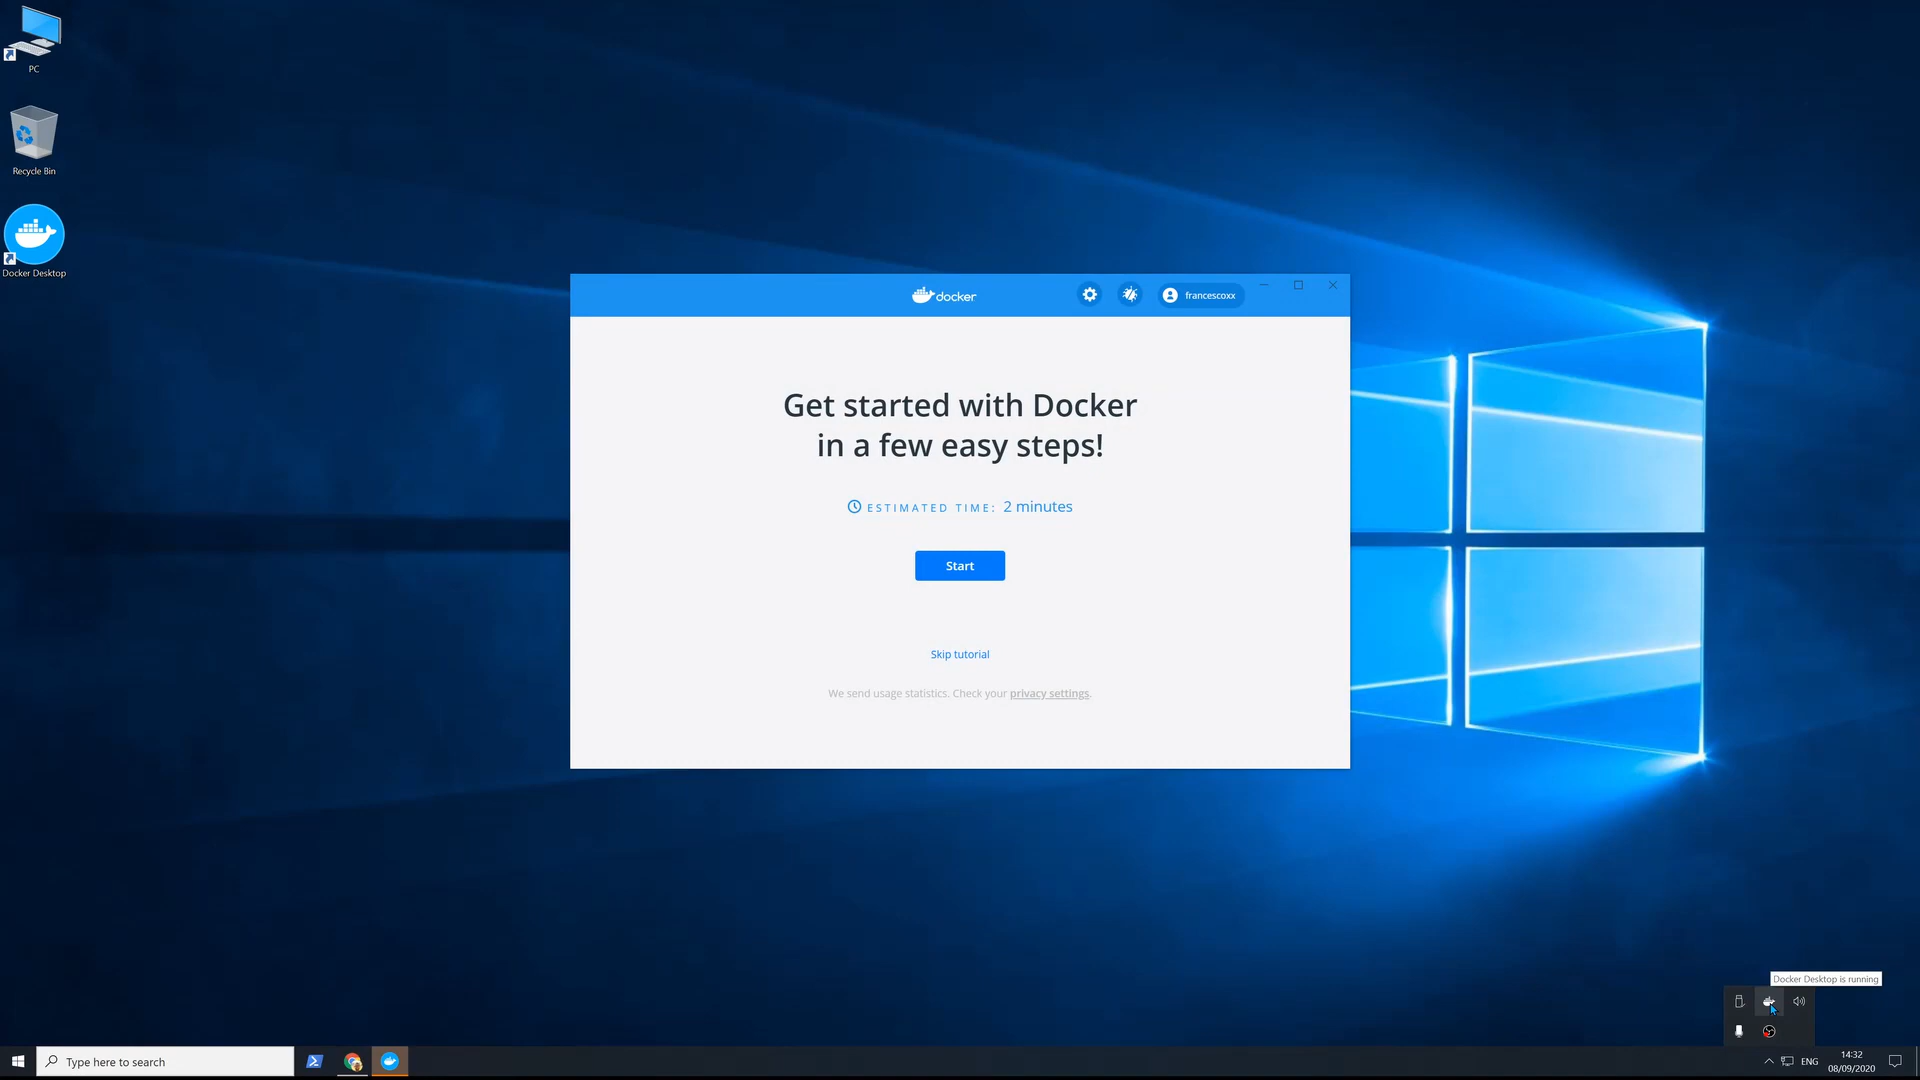 PC
Recycle Bin
Docker Desktop
docker
francescoxx
Get started with Docker
in a few easy steps!
ESTIMATED TIME: 2 minutes
Start
Skip tutorial
We send usage statistics. Check your privacy settings.
Docker Desktop is running
Type here to search
ENG
14:32
08/09/2020